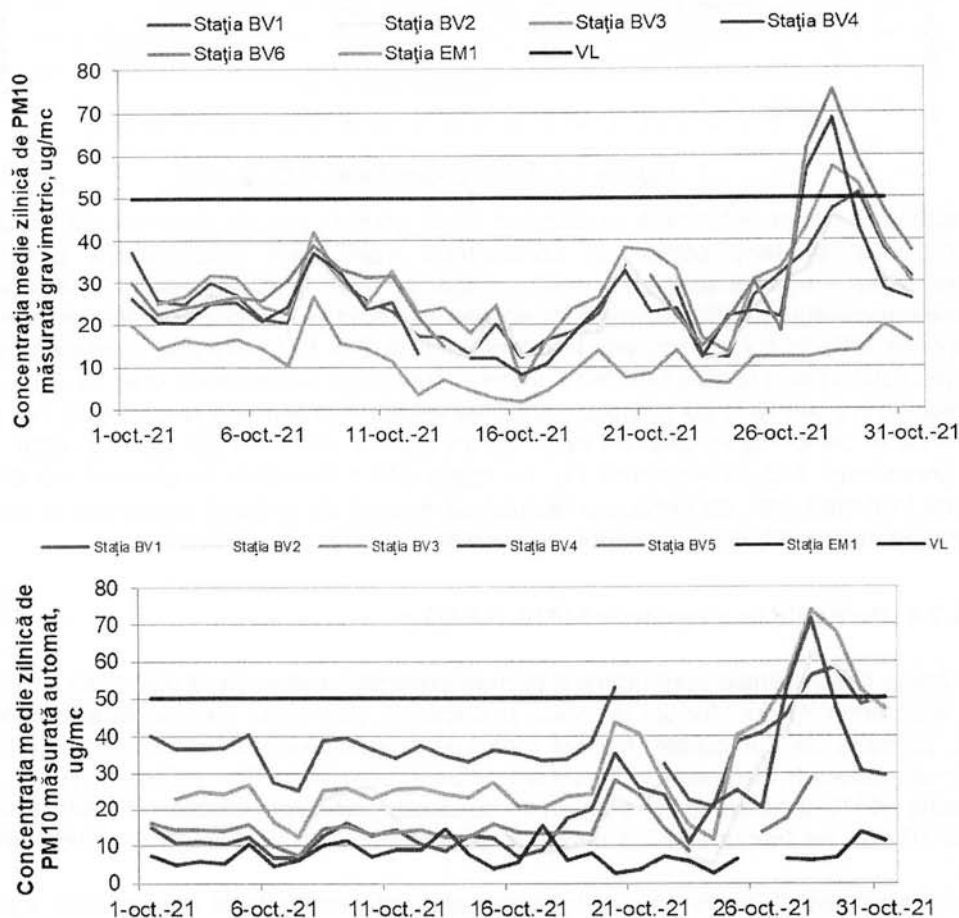 Stația BV1 Stația BV2 Stația BV3 Stația BV4
Stația BV6 Stația EM1 VL
Concentrația medie zilnică de PM10
măsurată gravimetric, ug/mc
80
70
60
50
40
30
20
10
0
1-oct.-21 6-oct.-21 11-oct.-21 16-oct.-21 21-oct.-21 26-oct.-21 31-oct.-21
Stația BV1 Stația BV2 Stația BV3 Stația BV4 Stația BV5 Stația EM1 VL
Concentrația medie zilnică de
PM10 măsurată automat,
ug/mc
80
70
60
50
40
30
20
10
0
1-oct.-21 6-oct.-21 11-oct.-21 16-oct.-21 21-oct.-21 26-oct.-21 31-oct.-21